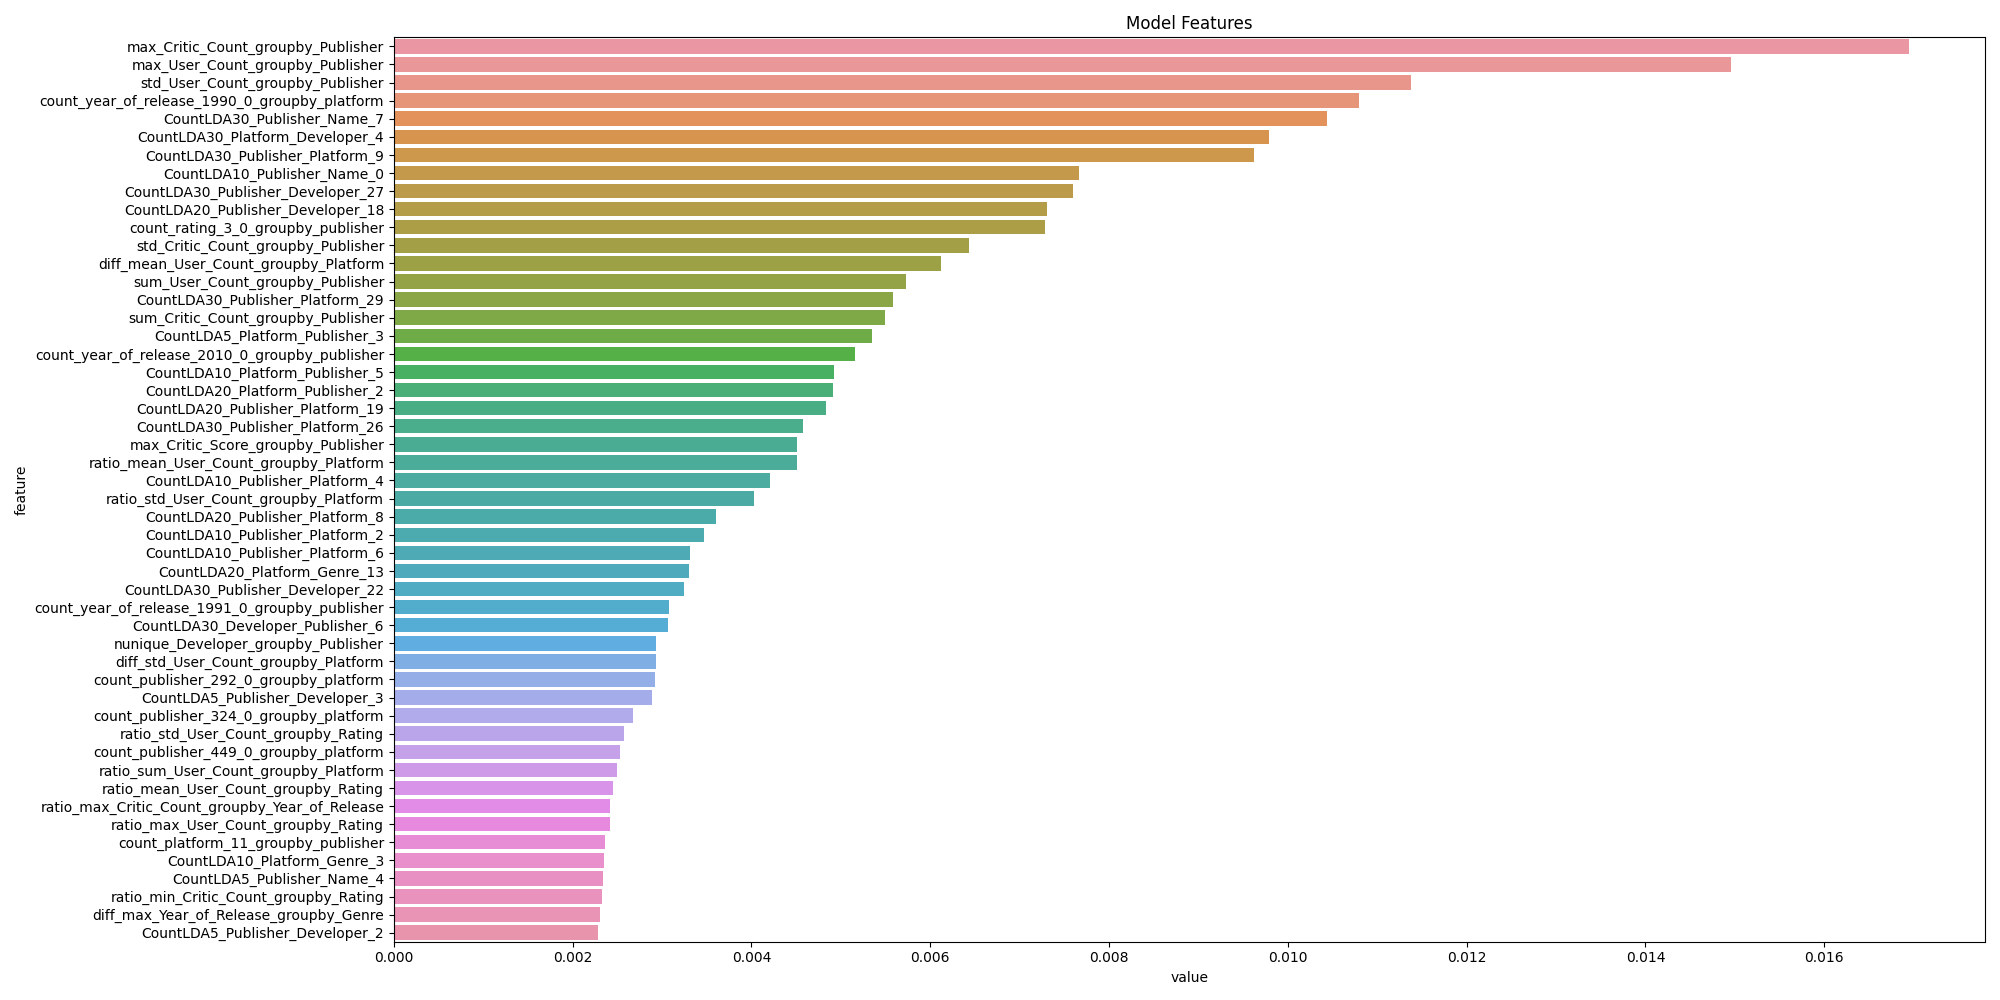 Model Features
max_Critic_Count_groupby_Publisher
max_User_Count_groupby_Publisher
std_User_Count_groupby_Publisher
count_year_of_release_1990_0_groupby_platform
CountLDA30_Publisher_Name_7
CountLDA30_Platform_Developer_4
CountLDA30_Publisher_Platform_9
CountLDA10_Publisher_Name_0
CountLDA30_Publisher_Developer_27
CountLDA20_Publisher_Developer_18
count_rating_3_0_groupby_publisher
std_Critic_Count_groupby_Publisher
diff_mean_User_Count_groupby_Platform
sum_User_Count_groupby_Publisher
CountLDA30_Publisher_Platform_29
sum_Critic_Count_groupby_Publisher
CountLDA5_Platform_Publisher_3
count_year_of_release_2010_0_groupby_publisher
CountLDA10_Platform_Publisher_5
CountLDA20_Platform_Publisher_2
CountLDA20_Publisher_Platform_19
CountLDA30_Publisher_Platform_26
max_Critic_Score_groupby_Publisher
ratio_mean_User_Count_groupby_Platform
CountLDA10_Publisher_Platform_4
ratio_std_User_Count_groupby_Platform
CountLDA20_Publisher_Platform_8
CountLDA10_Publisher_Platform_2
CountLDA10_Publisher_Platform_6
CountLDA20_Platform_Genre_13
CountLDA30_Publisher_Developer_22
count_year_of_release_1991_0_groupby_publisher
CountLDA30_Developer_Publisher_6
nunique_Developer_groupby_Publisher
diff_std_User_Count_groupby_Platform
count_publisher_292_0_groupby_platform
CountLDA5_Publisher_Developer_3
count_publisher_324_0_groupby_platform
ratio_std_User_Count_groupby_Rating
count_publisher_449_0_groupby_platform
ratio_sum_User_Count_groupby_Platform
ratio_mean_User_Count_groupby_Rating
ratio_max_Critic_Count_groupby_Year_of_Release
ratio_max_User_Count_groupby_Rating
count_platform_11_groupby_publisher
CountLDA10_Platform_Genre_3
CountLDA5_Publisher_Name_4
ratio_min_Critic_Count_groupby_Rating
diff_max_Year_of_Release_groupby_Genre
CountLDA5_Publisher_Developer_2
feature
0.000 0.002 0.004 0.006 0.008 0.010 0.012 0.014 0.016
value